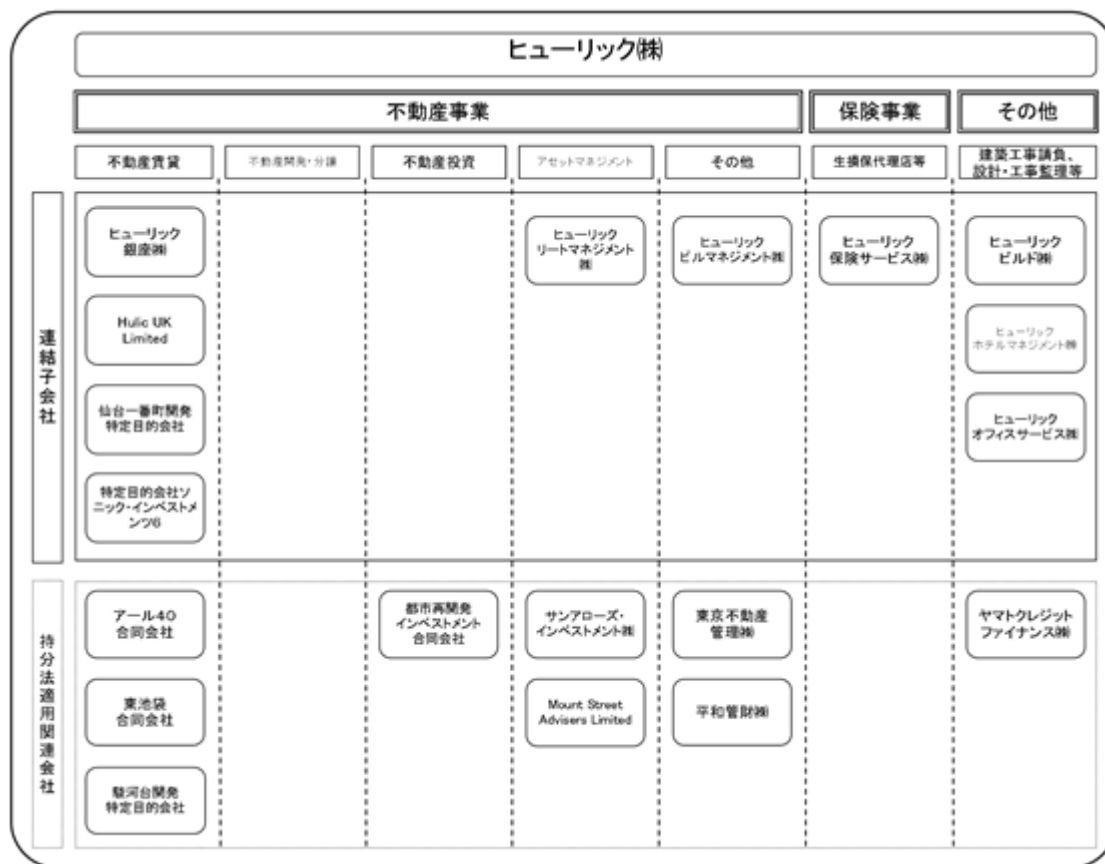 ヒューリック㈱
不動産事業
保険事業
その他
不動産賃貸
不動産開発・分譲
不動産投資
アセットマネジメント
その他
生損保代理店等
建築工事請負、
設計・工事監理等
連結子会社
ヒューリック
銀座㈱
ヒューリック
リートマネジメント
㈱
ヒューリック
ビルマネジメント㈱
ヒューリック
保険サービス㈱
ヒューリック
ビルド㈱
Hulic UK
Limited
ヒューリック
ホテルマネジメント㈱
仙台一番町開発
特定目的会社
ヒューリック
オフィスサービス㈱
特定目的会社ソ
ニック・インベストメ
ンツ6
持分法適用関連会社
アール40
合同会社
都市再開発
インベストメント
合同会社
サンアローズ・
インベストメント㈱
東京不動産
管理㈱
ヤマトクレジット
ファイナンス㈱
東池袋
合同会社
Mount Street
Advisers Limited
平和管財㈱
駿河台開発
特定目的会社